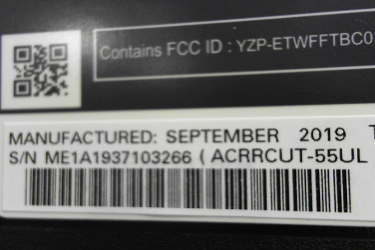 Contains FCC ID : YZP-ETWFFTBC0
MANUFACTURED: SEPTEMBER 2019
S/N ME1A1937103266 ( ACRRCUT-55UL